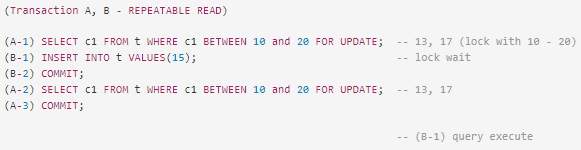 (Transaction A, B - REPEATABLE READ)
(A-1) SELECT c1 FROM t WHERE c1 BETWEEN 10 and 20 FOR UPDATE;  -- 13, 17 (lock with 10 - 20)
(B-1) INSERT INTO t VALUES(15);  -- lock wait
(B-2) COMMIT;
(A-2) SELECT c1 FROM t WHERE c1 BETWEEN 10 and 20 FOR UPDATE;  -- 13, 17
(A-3) COMMIT;
-- (B-1) query execute